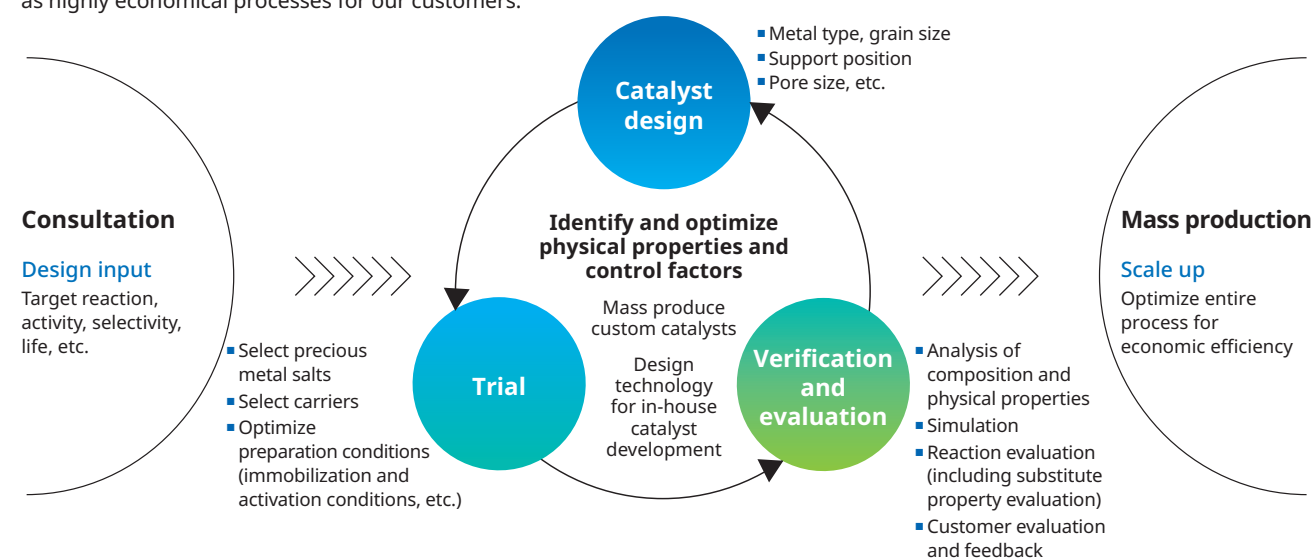 as highly economical processes for our customers.
Consultation
Design input
Target reaction,
activity, selectivity,
life, etc.
Catalyst
design
■ Metal type, grain size
■ Support position
■ Pore size, etc.
Identify and optimize
physical properties and
control factors
Mass produce
custom catalysts
Design
technology
for in-house
catalyst
development
Trial
■ Select precious
metal salts
■ Select carriers
■ Optimize
preparation conditions
(immobilization and
activation conditions, etc.)
Verification
and
evaluation
■ Analysis of
composition and
physical properties
■ Simulation
■ Reaction evaluation
(including substitute
property evaluation)
■ Customer evaluation
and feedback
Mass production
Scale up
Optimize entire
process for
economic efficiency